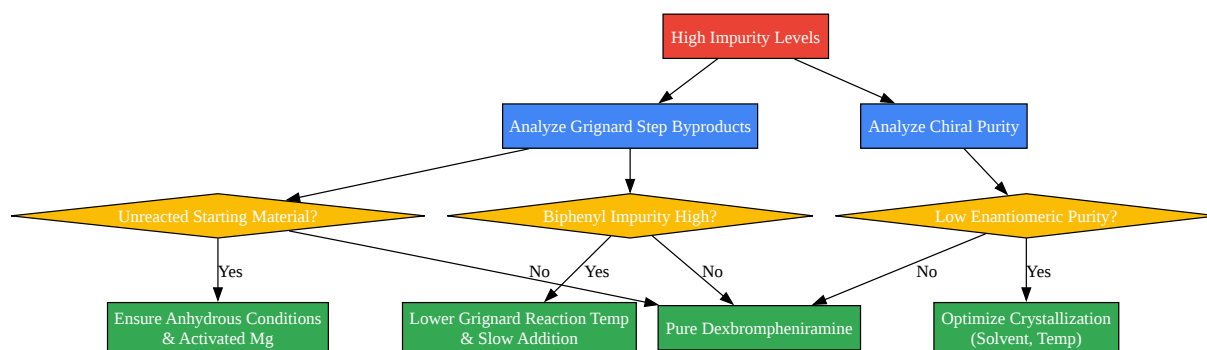 High Impurity Levels
Analyze Grignard Step Byproducts
Analyze Chiral Purity
Unreacted Starting Material?
Biphenyl Impurity High?
Low Enantiomeric Purity?
Yes
No
Yes
No
No
Yes
Ensure Anhydrous Conditions
& Activated Mg
Lower Grignard Reaction Temp
& Slow Addition
Pure Dexbrompheniramine
Optimize Crystallization
(Solvent, Temp)